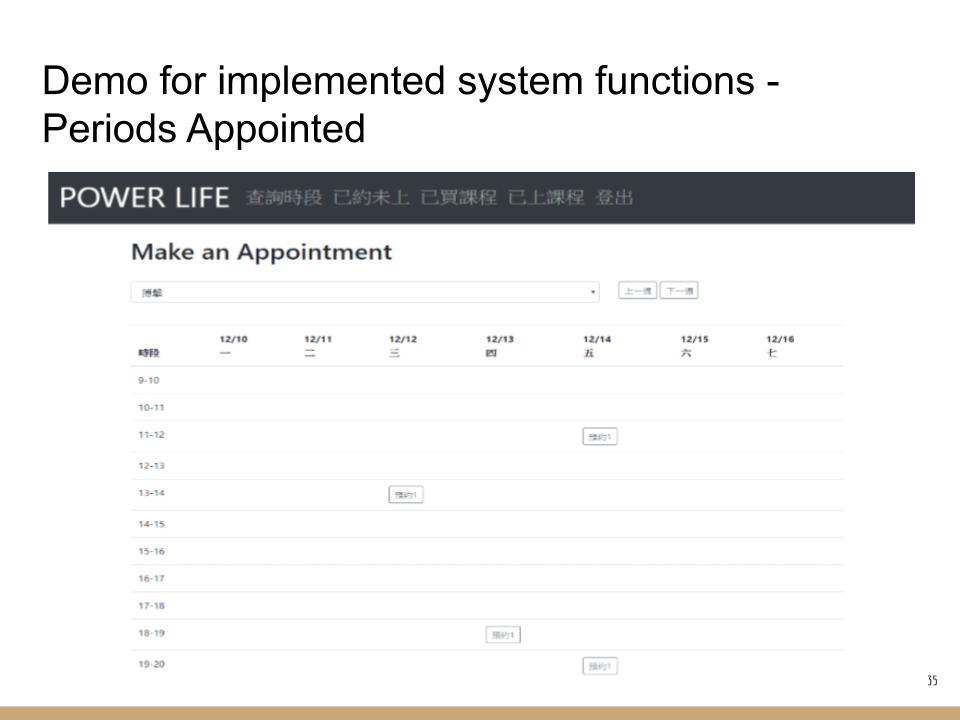 Demo for implemented system functions -
Periods Appointed
POWER LIFE 查詢時段 已約未上 已買課程 已上課程 登出
Make an Appointment
搏擊 上一週 下一週
12/10 12/11 12/12 12/13 12/14 12/15 12/16
時段 一 二 三 四 五 六 七
9-10
10-11
11-12 預約1
12-13
13-14 預約1
14-15
15-16
16-17
17-18
18-19 預約1
19-20 預約1
35